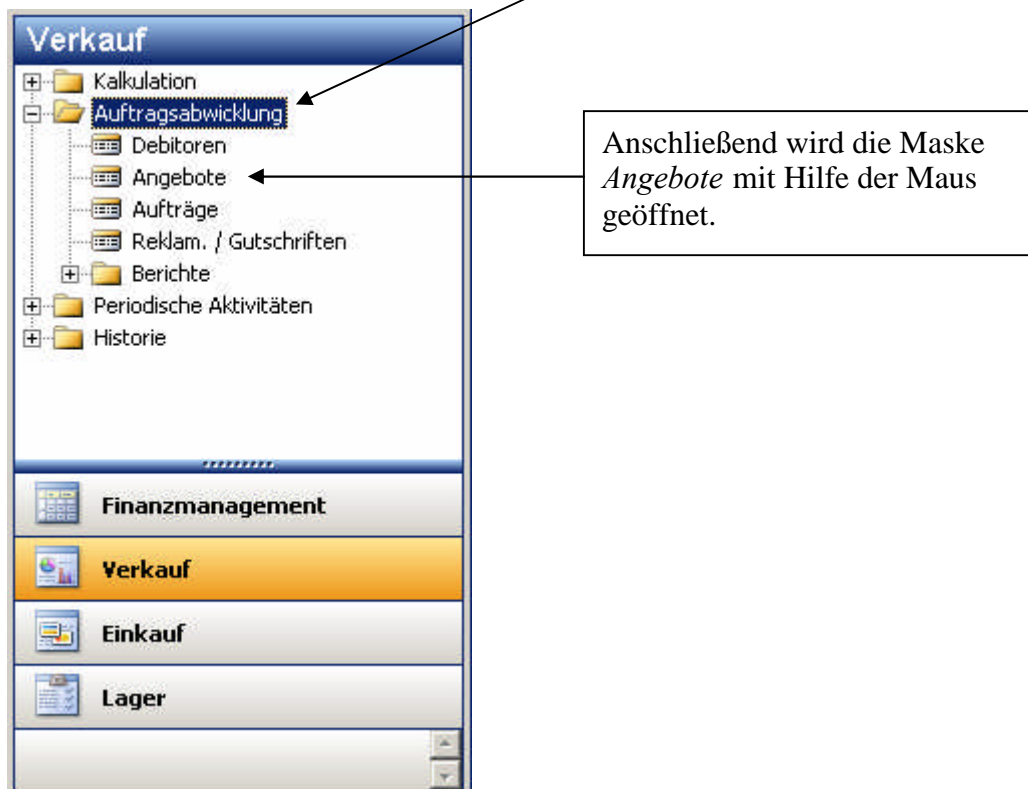 Verkauf
Kalkulation
Auftragsabwicklung
Debitoren
Angebote
Aufträge
Reklam. / Gutschriften
Berichte
Periodische Aktivitäten
Historie
Anschließend wird die Maske
Angebote mit Hilfe der Maus
geöffnet.
Finanzmanagement
Verkauf
Einkauf
Lager